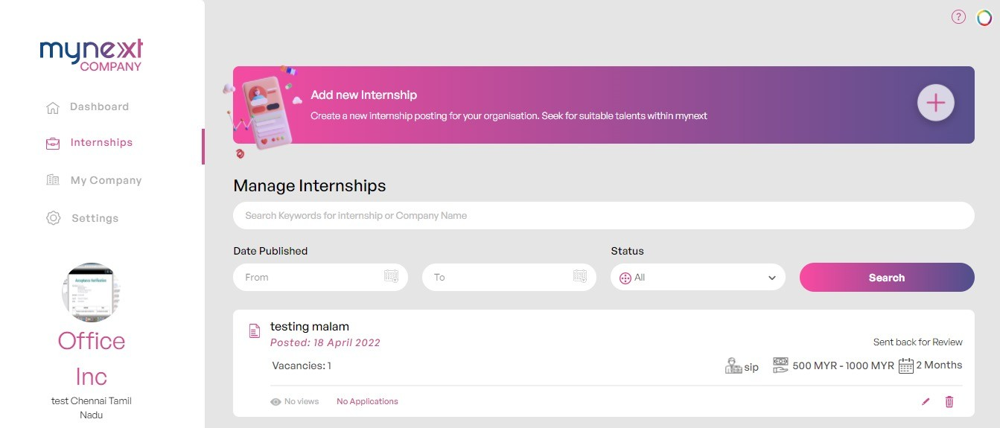 mynext
COMPANY
Dashboard
Internships
My Company
Settings
Office
Inc
test Chennai Tamil
Nadu
?
Add new Internship
Create a new internship posting for your organisation. Seek for suitable talents within mynext
Manage Internships
Search Keywords for internship or Company Name
Date Published
Status
From
To
All
Search
testing malam
Posted: 18 April 2022
Sent back for Review
Vacancies: 1
sip
500 MYR - 1000 MYR
2 Months
No views
No Applications